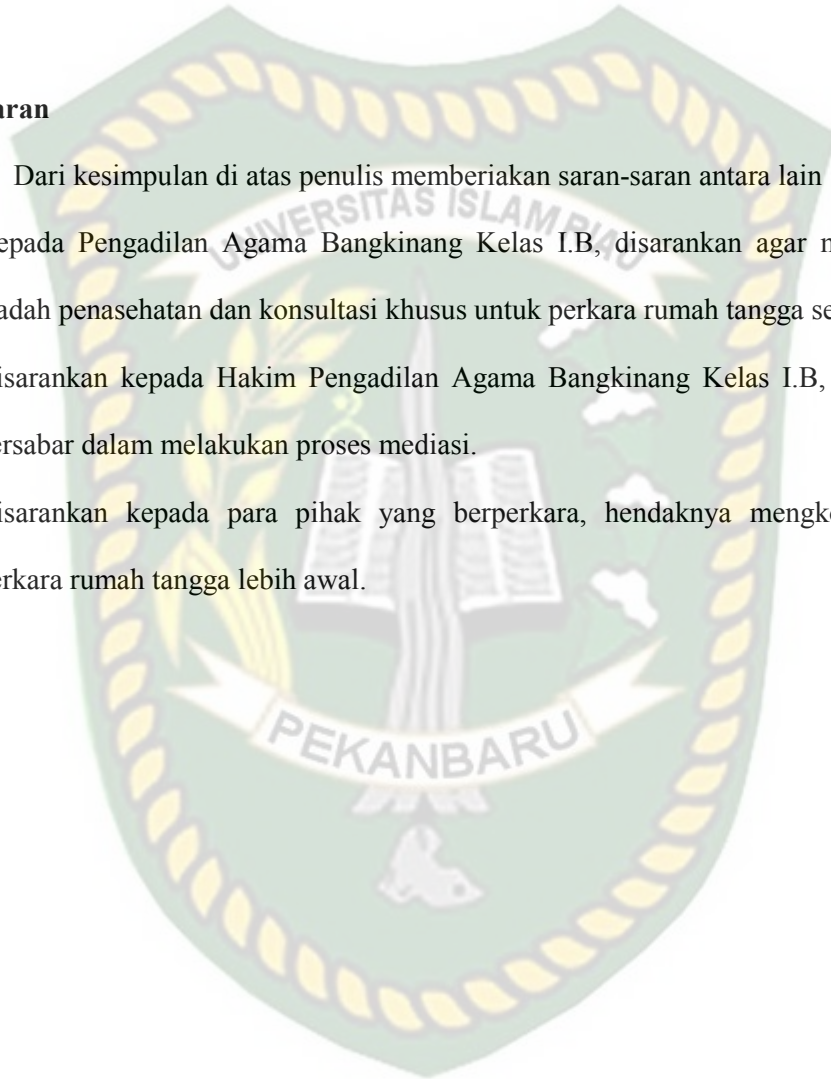 aran
Dari kesimpulan di atas penulis memberiakan saran-saran antara lain
epada Pengadilan Agama Bangkinang Kelas I.B, disarankan agar m
adah penasehatan dan konsultasi khusus untuk perkara rumah tangga se
isarankan kepada Hakim Pengadilan Agama Bangkinang Kelas I.B,
ersabar dalam melakukan proses mediasi.
isarankan kepada para pihak yang berperkara, hendaknya mengko
erkara rumah tangga lebih awal.
UNIVERSITAS ISLAM RIAU
PEKANBARU